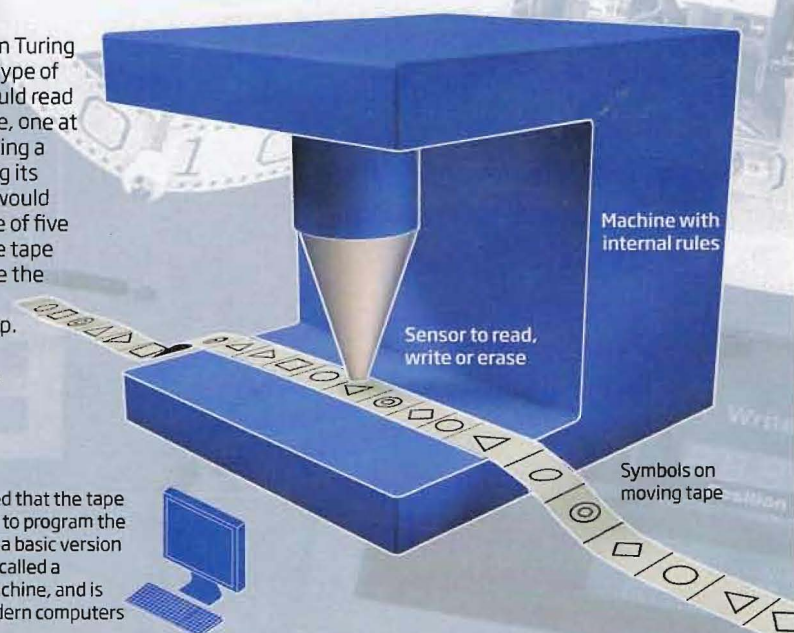 n Turing
ype of
uld read
e, one at
ing a
g its
would
e of five
e tape
e the
p.
Machine with
internal rules
Sensor to read,
write or erase
Symbols on
moving tape
ed that the tape
to program the
a basic version
called a
chine, and is
dern computers